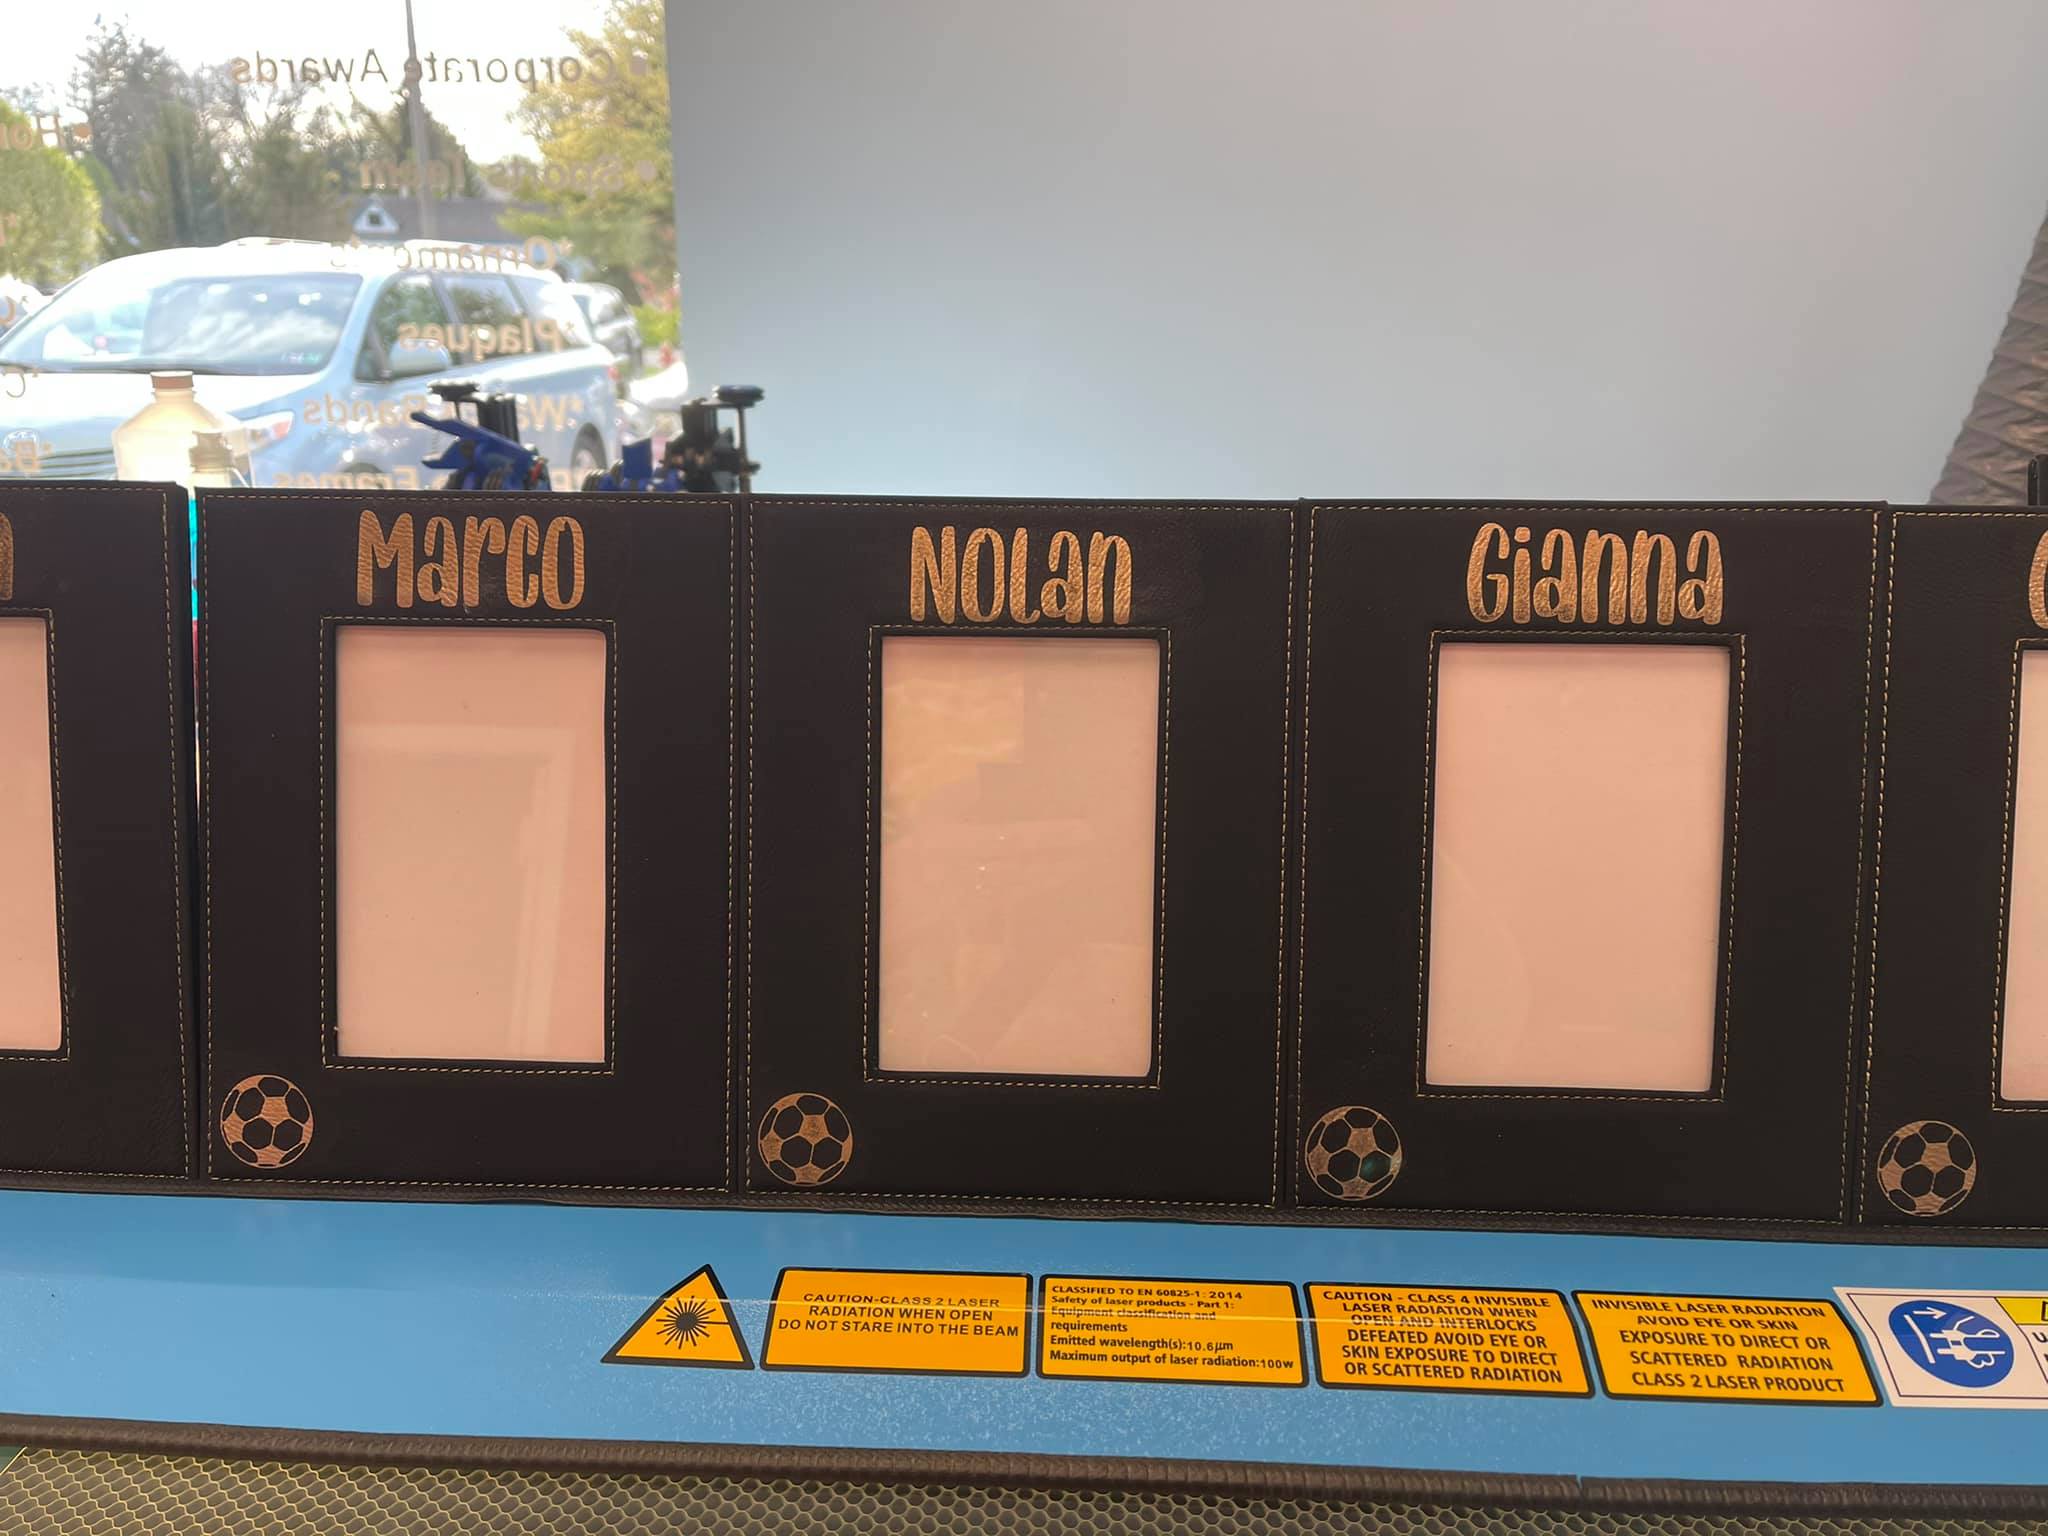 • Corporate Awards
• Sports Team
*Ornaments
*Plaques
Frames
Marco
Nolan
Gianna
CAUTION-CLASS 2 LASER
RADIATION WHEN OPEN
DO NOT STARE INTO THE BEAM
CLASSIFIED TO EN 60825-1: 2014
Safety of laser products - Part 1:
Equipment classification and
requirements
Emitted wavelength(s):10.6μm
Maximum output of laser radiation:100w
CAUTION - CLASS 4 INVISIBLE
LASER RADIATION WHEN
OPEN AND INTERLOCKS
DEFEATED AVOID EYE OR
SKIN EXPOSURE TO DIRECT
OR SCATTERED RADIATION
INVISIBLE LASER RADIATION
AVOID EYE OR SKIN
EXPOSURE TO DIRECT OR
SCATTERED RADIATION
CLASS 2 LASER PRODUCT